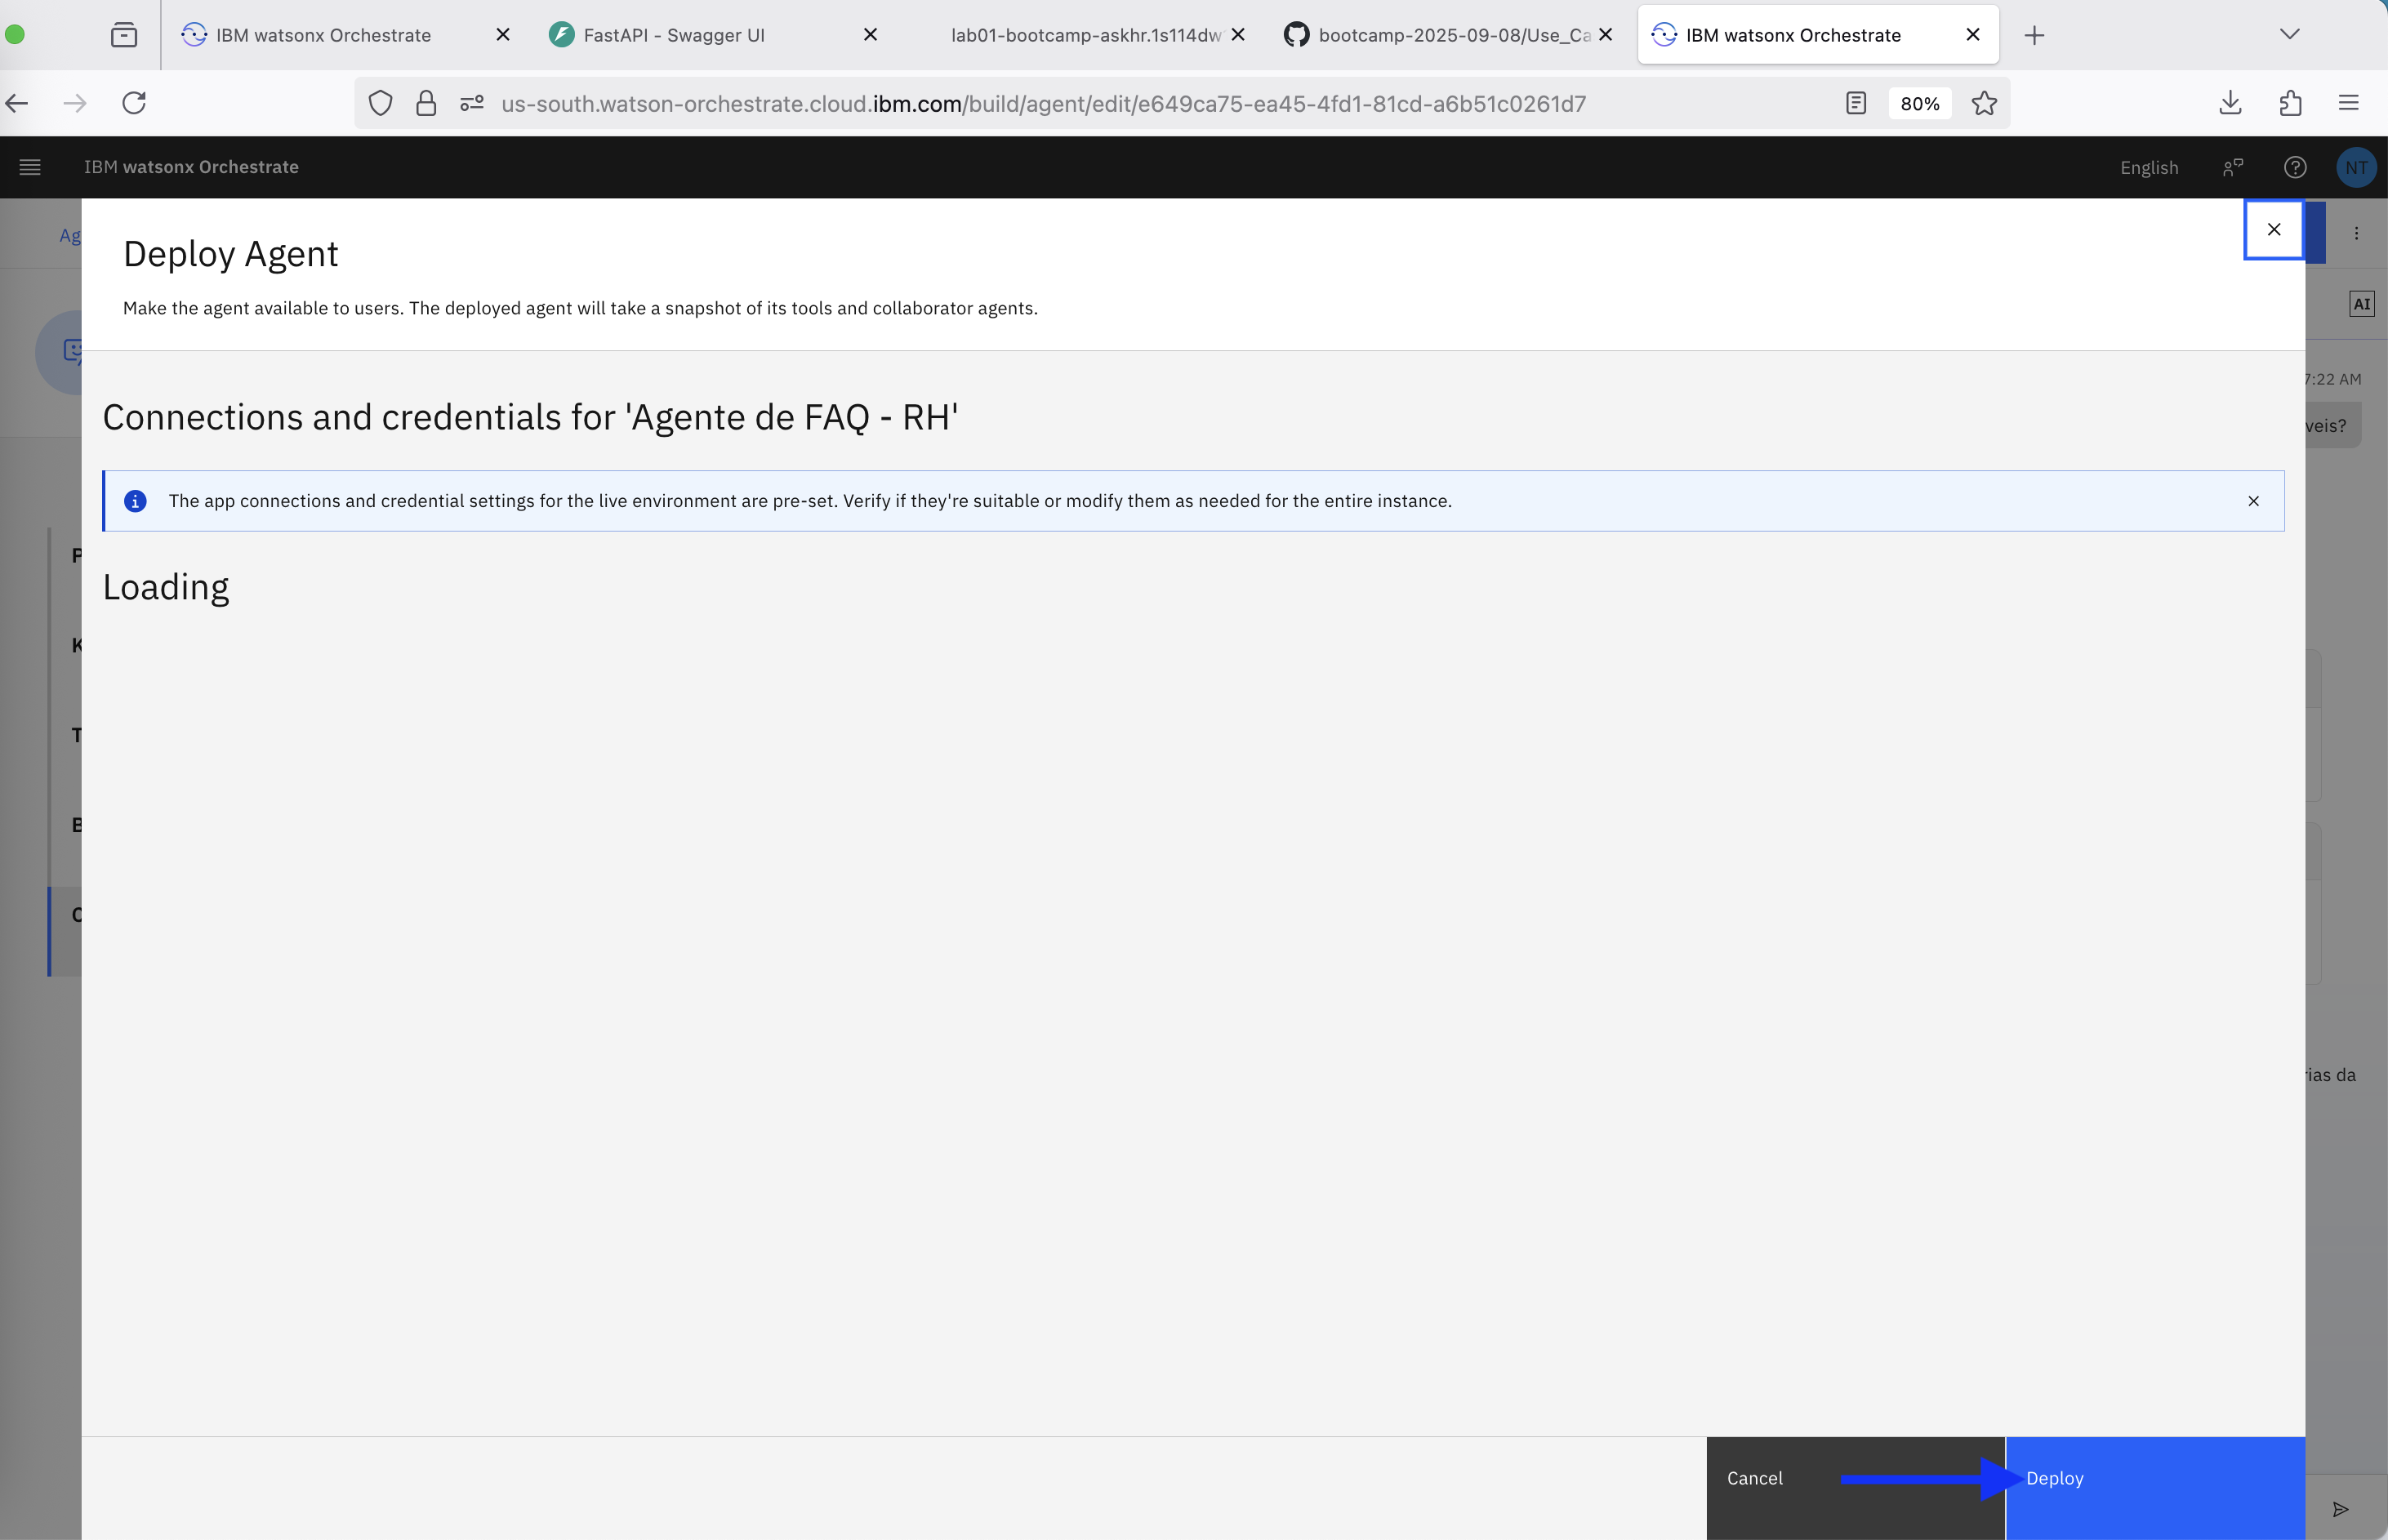 IBM watsonx Orchestrate
FastAPI - Swagger UI
lab01-bootcamp-askhr.1s114dw
bootcamp-2025-09-08/Use_Ca
IBM watsonx Orchestrate
us-south.watson-orchestrate.cloud.ibm.com/build/agent/edit/e649ca75-ea45-4fd1-81cd-a6b51c0261d7
80%
IBM watsonx Orchestrate
English
NT
Ag
Deploy Agent
Make the agent available to users. The deployed agent will take a snapshot of its tools and collaborator agents.
AI
7:22 AM
Connections and credentials for 'Agente de FAQ - RH'
veis?
The app connections and credential settings for the live environment are pre-set. Verify if they're suitable or modify them as needed for the entire instance.
P
Loading
K
T
B
C
rias da
Cancel
Deploy